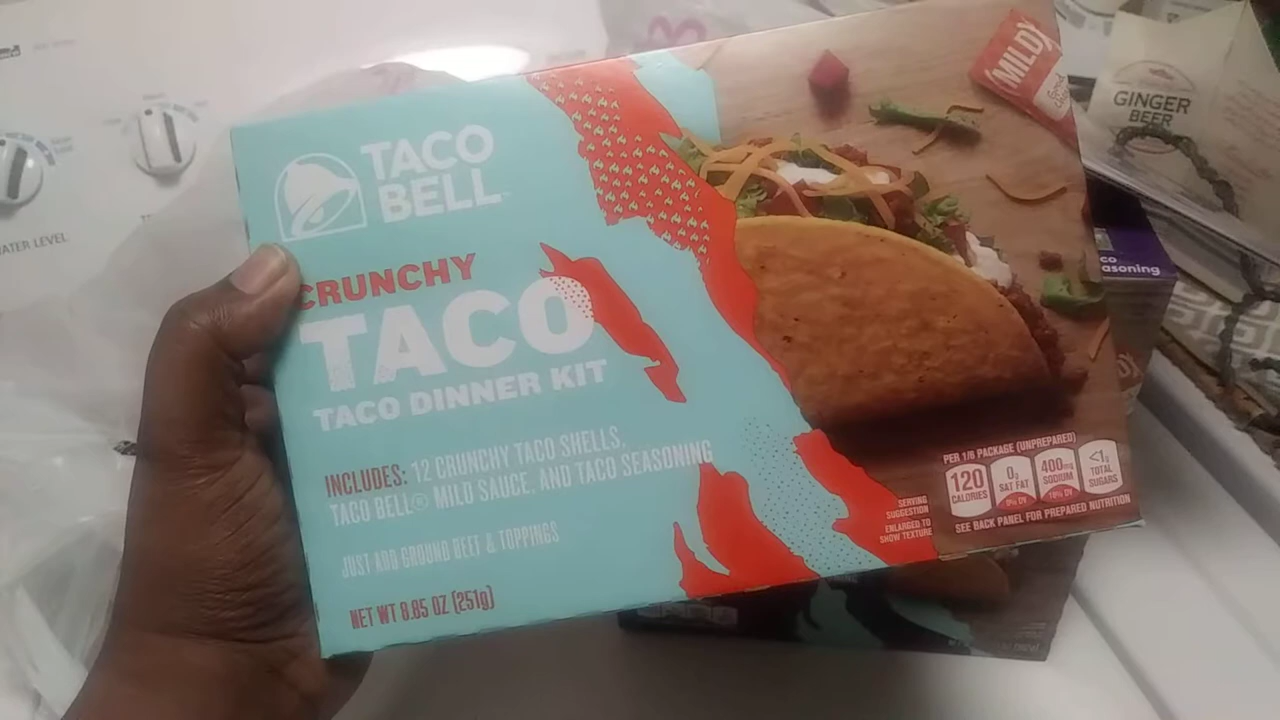 TACO
BELL
CRUNCHY
TACO
TACO DINNER KIT
INCLUDES: 12 CRUNCHY TACO SHELLS,
TACO BELL® MILD SAUCE, AND TACO SEASONING
JUST ADD GROUND BEEF & TOPPINGS
NET WT 8.85 OZ (251g)
MILD
PER 1/6 PACKAGE (UNPREPARED)
120
CALORIES
0g
SAT FAT
0% DV
400mg
SODIUM
18% DV
<1g
TOTAL
SUGARS
SEE BACK PANEL FOR PREPARED NUTRITION
SERVING
SUGGESTION
ENLARGED TO
SHOW TEXTURE
GINGER
BEER
co
asoning
ATER LEVEL